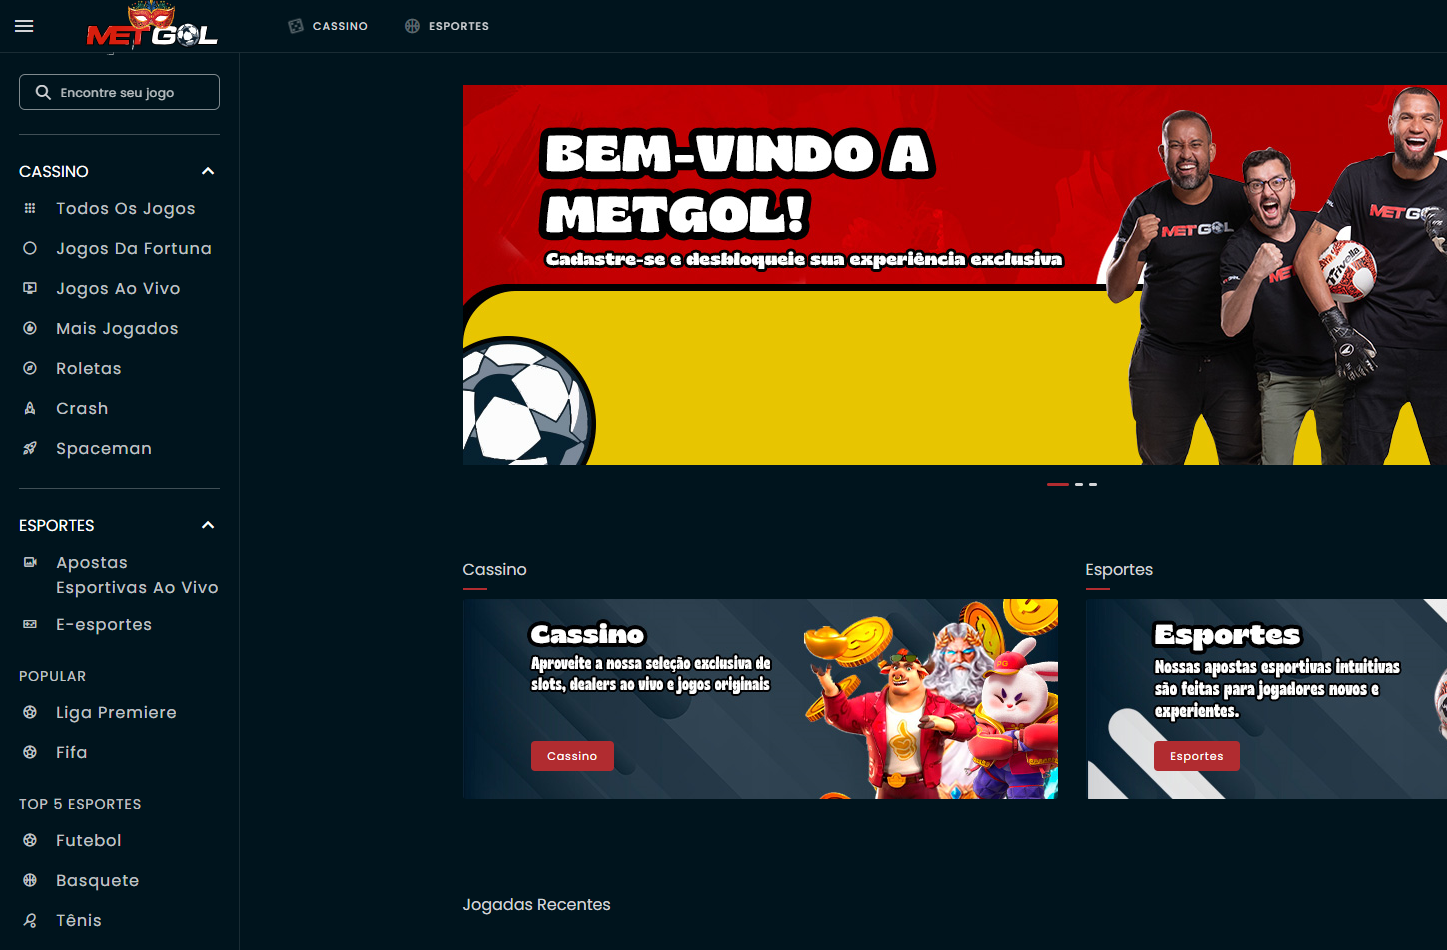 METGOL
CASSINO
ESPORTES
Encontre seu jogo
CASSINO
Todos Os Jogos
Jogos Da Fortuna
Jogos Ao Vivo
Mais Jogados
Roletas
Crash
Spaceman
ESPORTES
Apostas
Esportivas Ao Vivo
E-esportes
POPULAR
Liga Premiere
Fifa
TOP 5 ESPORTES
Futebol
Basquete
Tênis
BEM-VINDO A
METGOL!
Cadastre-se e desbloqueie sua experiência exclusiva
METGOL
MET
METG
Trivella
Cassino
Cassino
Aproveite a nossa seleção exclusiva de
slots, dealers ao vivo e jogos originais
Cassino
PG
Esportes
Esportes
Nossas apostas esportivas intuitivas
são feitas para jogadores novos e
experientes.
Esportes
Jogadas Recentes